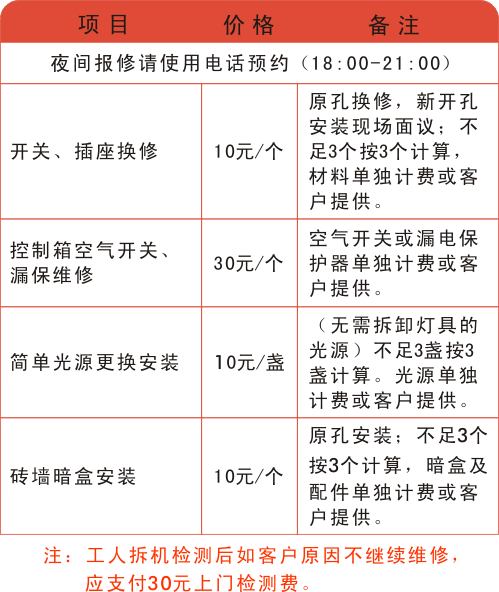 项目 价格 备注
夜间报修请使用电话预约(18:00-21:00)
开关、插座换修 10元/个
原孔换修，新开孔
安装现场面议；不
足3个按3个计算，
材料单独计费或客
户提供。
控制箱空气开关、
漏保维修
30元/个
空气开关或漏电保
护器单独计费或客
户提供。
简单光源更换安装 10元/盏
（无需拆卸灯具的
光源）不足3盏按3
盏计算。光源单独
计费或客户提供。
砖墙暗盒安装 10元/个
原孔安装；不足3个
按3个计算，暗盒及
配件单独计费或客
户提供。
注：工人拆机检测后如客户原因不继续维修，
应支付30元上门检测费。